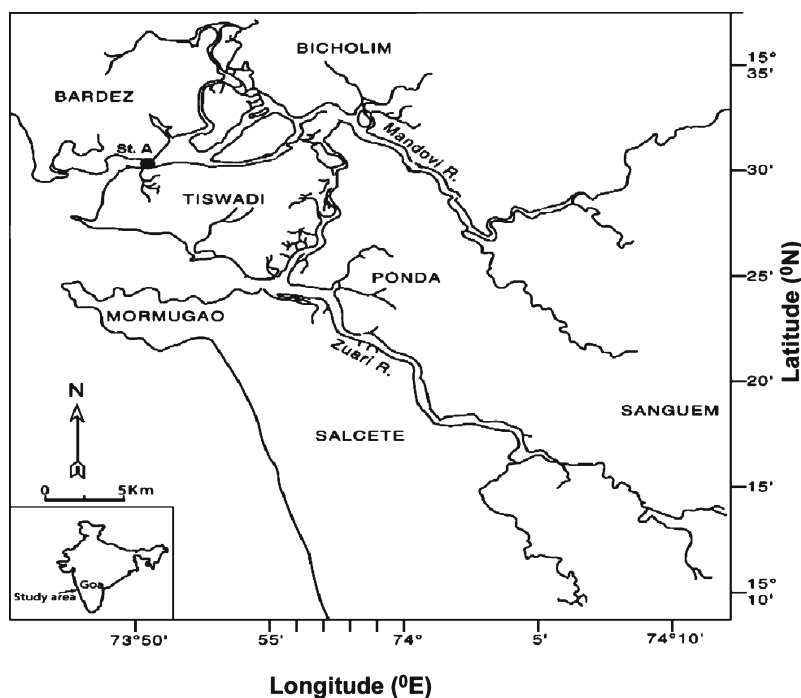 BICHOLIM
15°
35'
BARDEZ
Mandovi R.
St. A
30'
TISWADI
PONDA
25'
MORMUGAO
Zuari R.
Latitude (⁰N)
20'
N
SANGUEM
SALCETE
0 5Km
15'
Goa
Study area
15°
10'
73°50' 55' 74° 5' 74°10'
Longitude (⁰E)